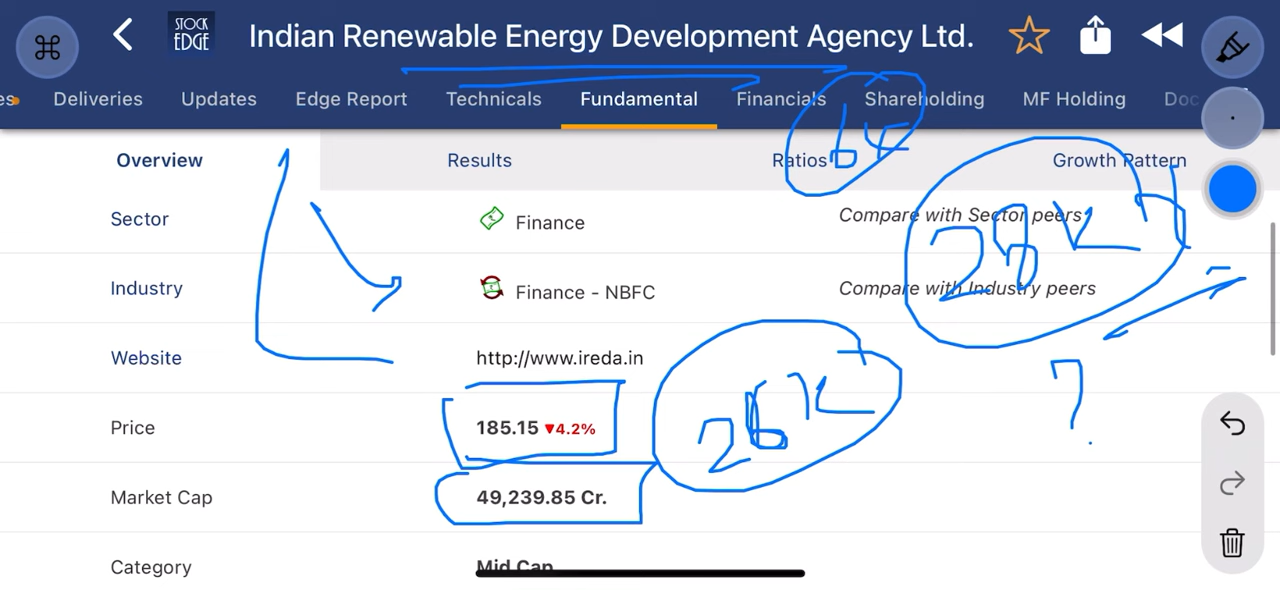 STOCK EDGE
Indian Renewable Energy Development Agency Ltd.
Deliveries Updates Edge Report Technicals Fundamental Financials Shareholding MF Holding
Overview Results Ratios Growth Pattern
Sector Finance Compare with Sector peers
28K+
Industry Finance - NBFC Compare with Industry peers
Website http://www.ireda.in
?
26K+
Price 185.15 ▼4.2%
Market Cap 49,239.85 Cr.
Category Mid Cap